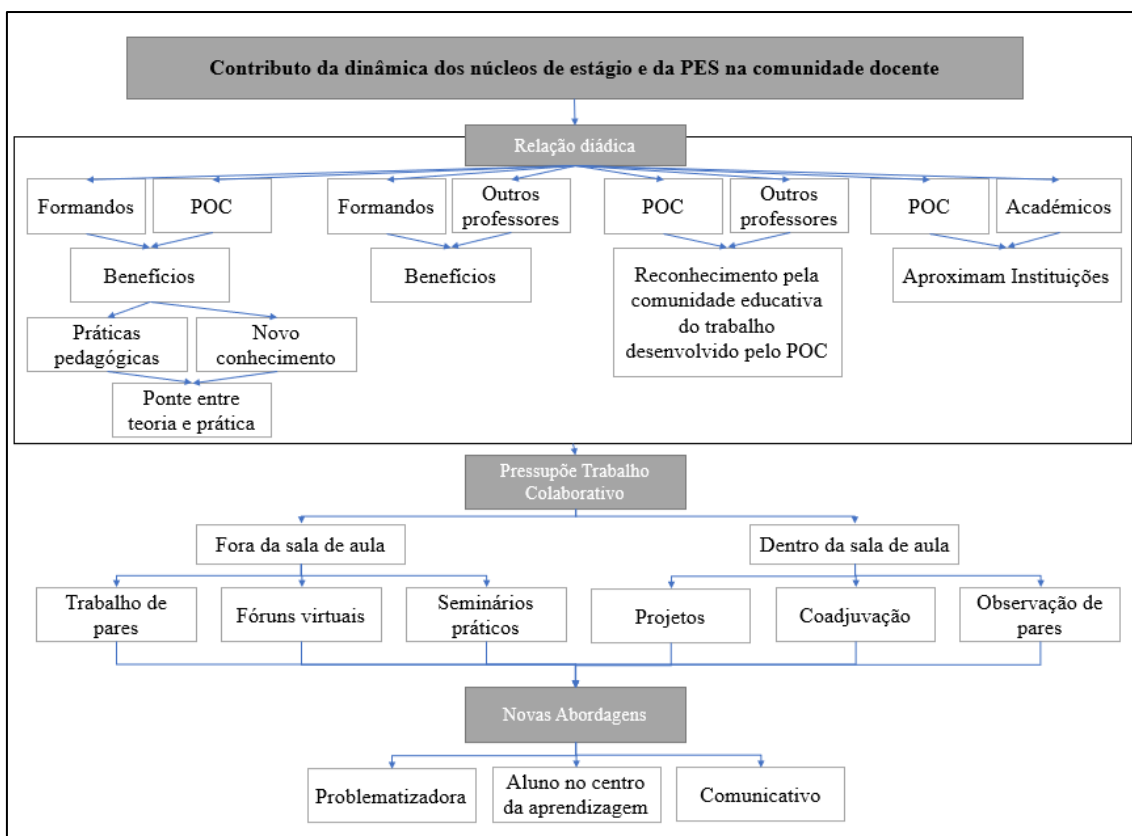 Contributo da dinâmica dos núcleos de estágio e da PES na comunidade docente
Relação diádica
Formandos
POC
Formandos
Outros
professores
POC
Outros
professores
POC
Académicos
Benefícios
Benefícios
Reconhecimento pela
comunidade educativa
do trabalho
desenvolvido pelo POC
Aproximam Instituições
Práticas
pedagógicas
Novo
conhecimento
Ponte entre
teoria e prática
Pressupõe Trabalho
Colaborativo
Fora da sala de aula
Dentro da sala de aula
Trabalho de
pares
Fóruns virtuais
Seminários
práticos
Projetos
Coadjuvação
Observação de
pares
Novas Abordagens
Problematizadora
Aluno no centro
da aprendizagem
Comunicativo